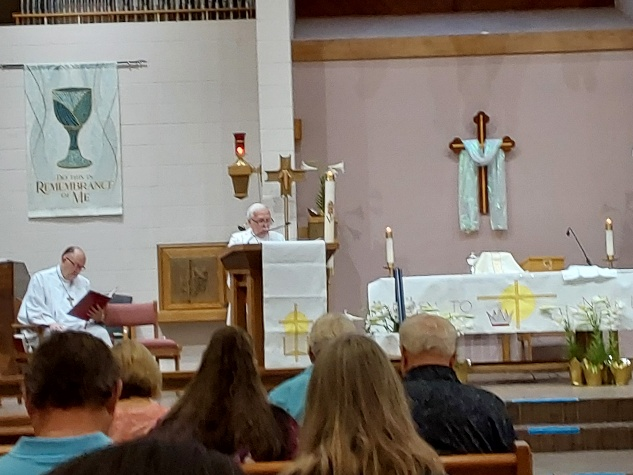 DO THIS IN
REMEMBRANCE
OF ME
TO